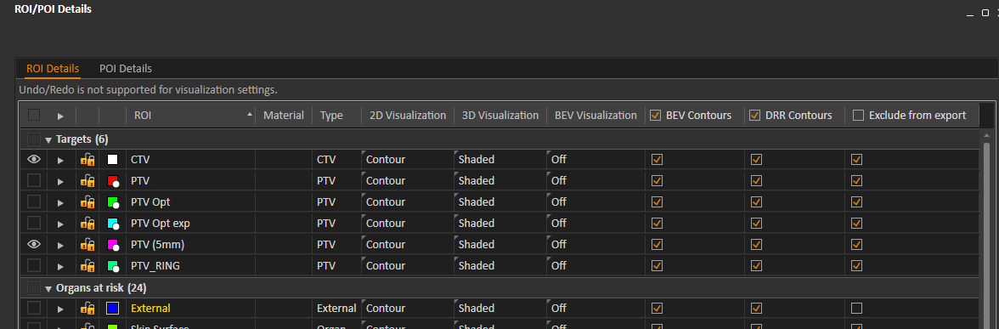 ROI/POI Details
ROI Details POI Details
Undo/Redo is not supported for visualization settings.
ROI Material Type 2D Visualization 3D Visualization BEV Visualization BEV Contours DRR Contours Exclude from export
Targets (6)
CTV CTV Contour Shaded Off
PTV PTV Contour Shaded Off
PTV Opt PTV Contour Shaded Off
PTV Opt exp PTV Contour Shaded Off
PTV (5mm) PTV Contour Shaded Off
PTV_RING PTV Contour Shaded Off
Organs at risk (24)
External External Contour Shaded Off
Skin Surface Organ Contour Shaded Off